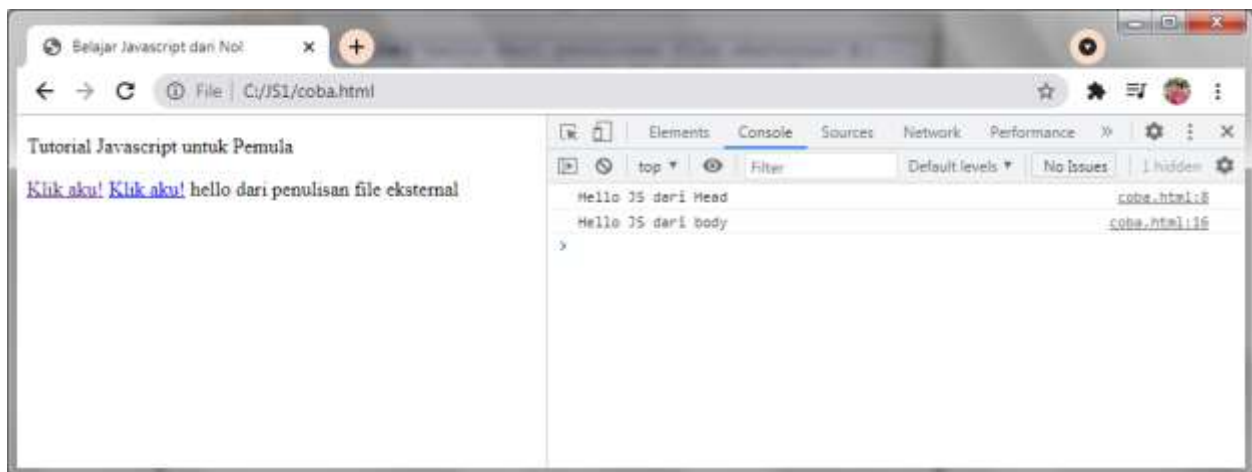 Belajar Javascript dari Nol
File C:/JS1/coba.html
Tutorial Javascript untuk Pemula
Klik aku! Klik aku! hello dari penulisan file eksternal
Elements Console Sources Network Performance »
top Filter Default levels No Issues 1 hidden
Hello JS dari Head coba.html:8
Hello JS dari body coba.html:16